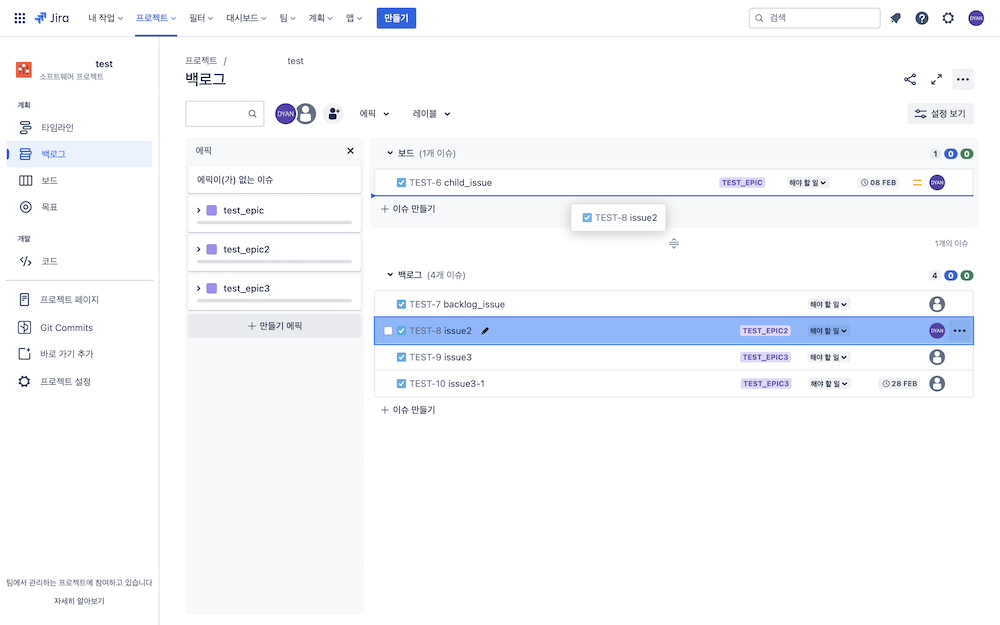 Jira 내 작업 프로젝트 필터 대시보드 팀 계획 앱 만들기 검색 DYAN
test
소프트웨어 프로젝트
계획
타임라인
백로그
보드
목표
개발
코드
프로젝트 페이지
Git Commits
바로 가기 추가
프로젝트 설정
팀에서 관리하는 프로젝트에 참여하고 있습니다
자세히 알아보기
프로젝트 / test
백로그
DYAN 에픽 레이블 설정 보기
에픽
에픽이(가) 없는 이슈
test_epic
test_epic2
test_epic3
만들기 에픽
보드 (1개 이슈) 1 0 0
TEST-6 child_issue TEST_EPIC 해야 할 일 08 FEB DYAN
이슈 만들기
TEST-8 issue2
1개의 이슈
백로그 (4개 이슈) 4 0 0
TEST-7 backlog_issue 해야 할 일
TEST-8 issue2 TEST_EPIC2 해야 할 일 DYAN
TEST-9 issue3 TEST_EPIC3 해야 할 일
TEST-10 issue3-1 TEST_EPIC3 해야 할 일 28 FEB
이슈 만들기